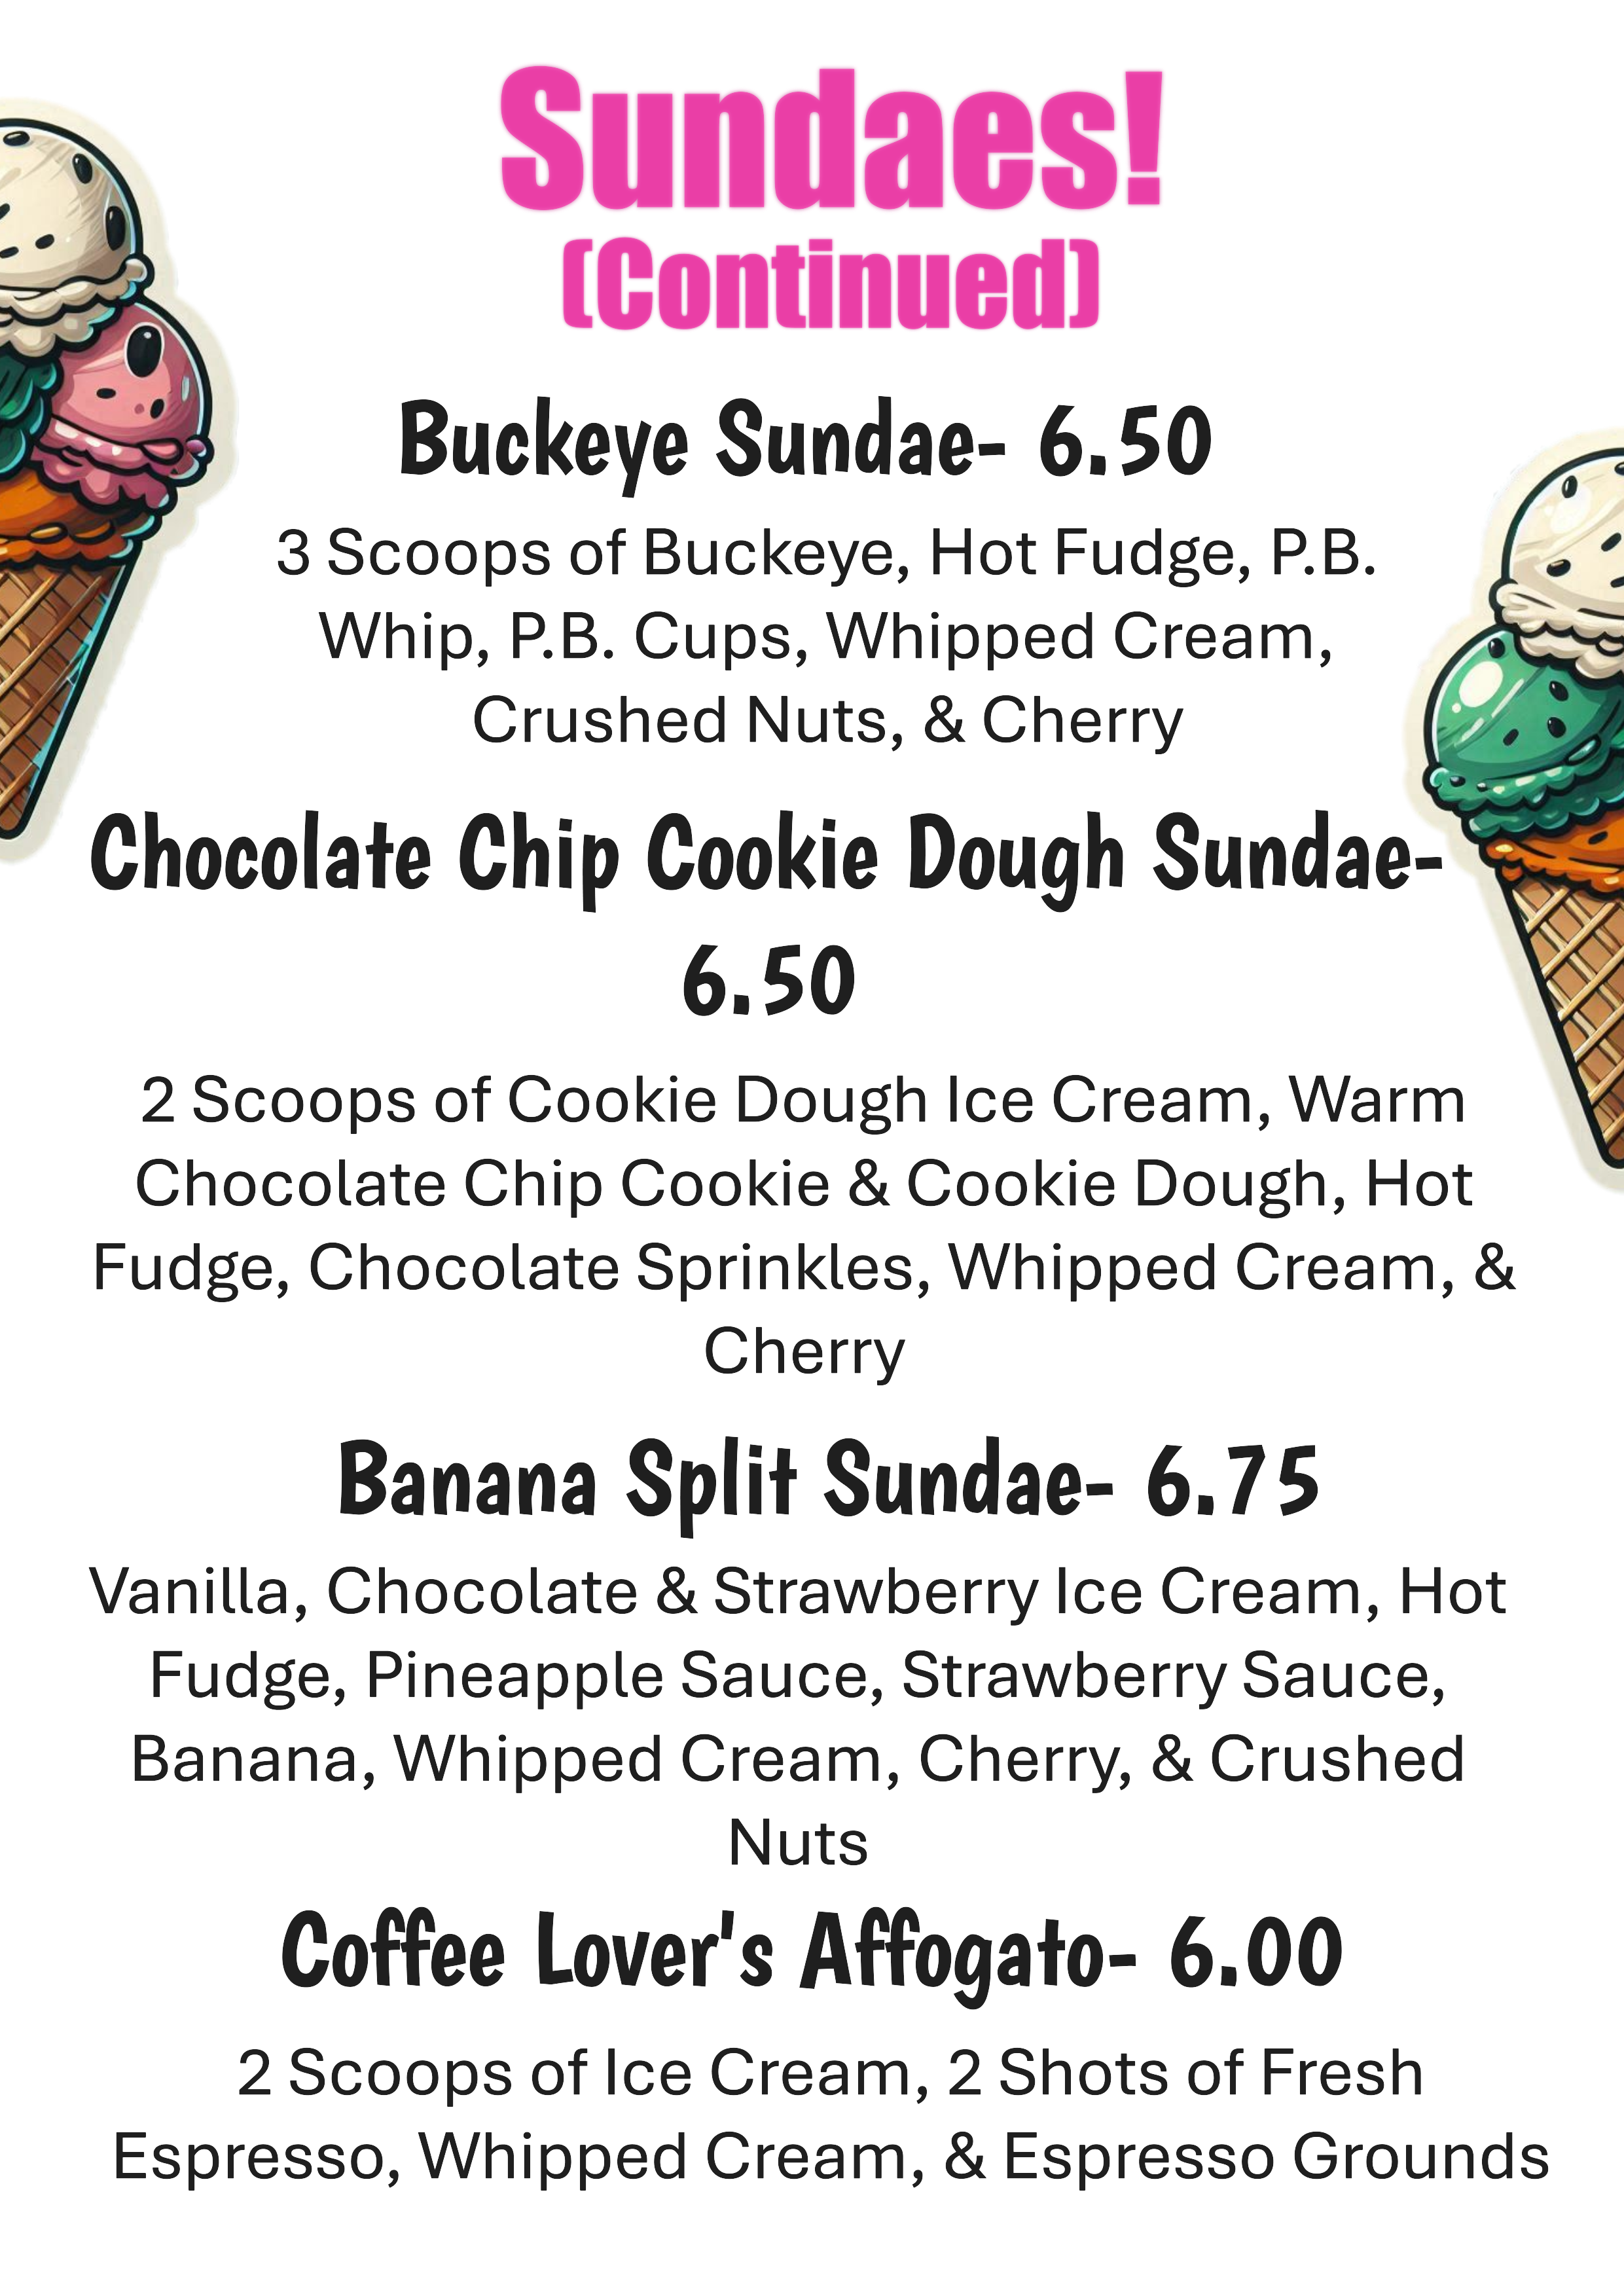 Sundaes!
(Continued)
Buckeye Sundae- 6.50
3 Scoops of Buckeye, Hot Fudge, P.B.
Whip, P.B. Cups, Whipped Cream,
Crushed Nuts, & Cherry
Chocolate Chip Cookie Dough Sundae-
6.50
2 Scoops of Cookie Dough Ice Cream, Warm
Chocolate Chip Cookie & Cookie Dough, Hot
Fudge, Chocolate Sprinkles, Whipped Cream, &
Cherry
Banana Split Sundae- 6.75
Vanilla, Chocolate & Strawberry Ice Cream, Hot
Fudge, Pineapple Sauce, Strawberry Sauce,
Banana, Whipped Cream, Cherry, & Crushed
Nuts
Coffee Lover's Affogato- 6.00
2 Scoops of Ice Cream, 2 Shots of Fresh
Espresso, Whipped Cream, & Espresso Grounds